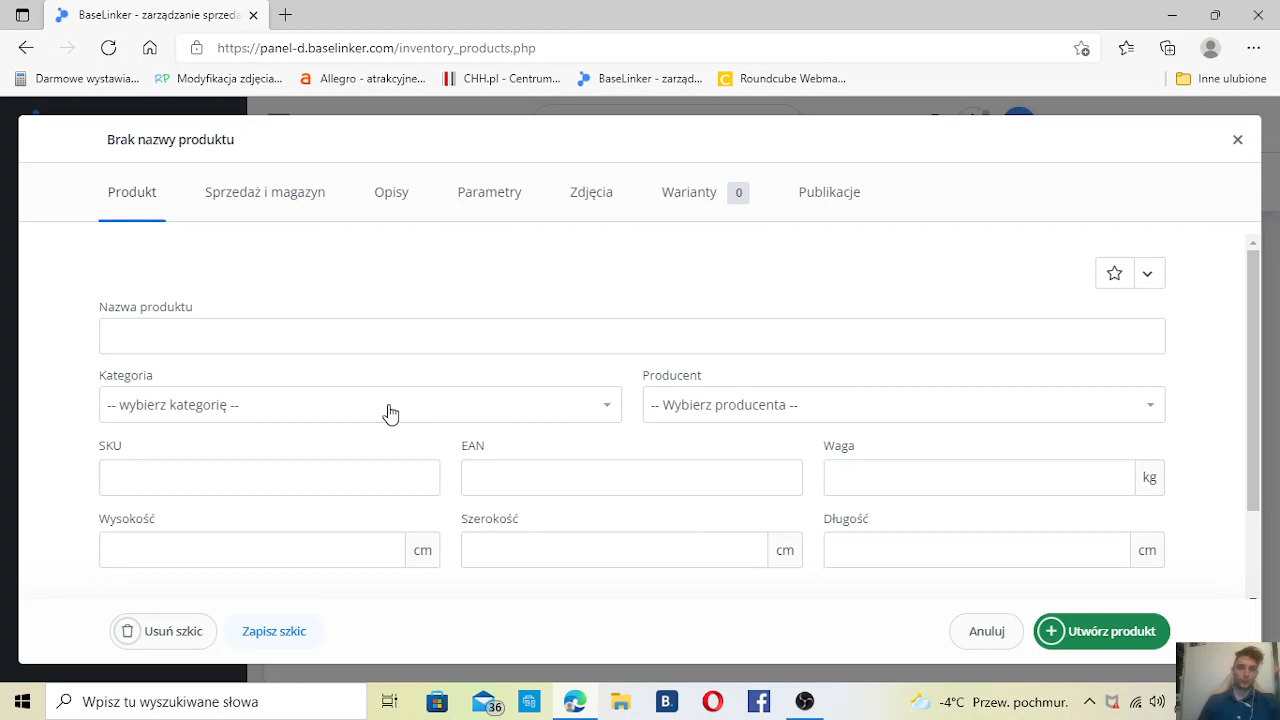 BaseLinker - zarządzanie sprzeda
https://panel-d.baselinker.com/inventory_products.php
Darmowe wystawia...
RP Modyfikacja zdjęcia...
a Allegro - atrakcyjne...
CHH.pl - Centrum...
BaseLinker - zarząd...
C Roundcube Webma...
Inne ulubione
Brak nazwy produktu
Produkt
Sprzedaż i magazyn
Opisy
Parametry
Zdjęcia
Warianty 0
Publikacje
Nazwa produktu
Kategoria
Producent
-- wybierz kategorię --
-- Wybierz producenta --
SKU
EAN
Waga
kg
Wysokość
Szerokość
Długość
cm
cm
cm
Usuń szkic
Zapisz szkic
Anuluj
Utwórz produkt
Wpisz tu wyszukiwane słowa
36
B.
-4°C Przew. pochmur.